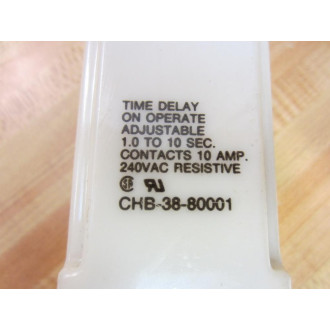 TIME DELAY
ON OPERATE
ADJUSTABLE
1.0 TO 10 SEC.
CONTACTS 10 AMP.
240VAC RESISTIVE
CHB-38-80001